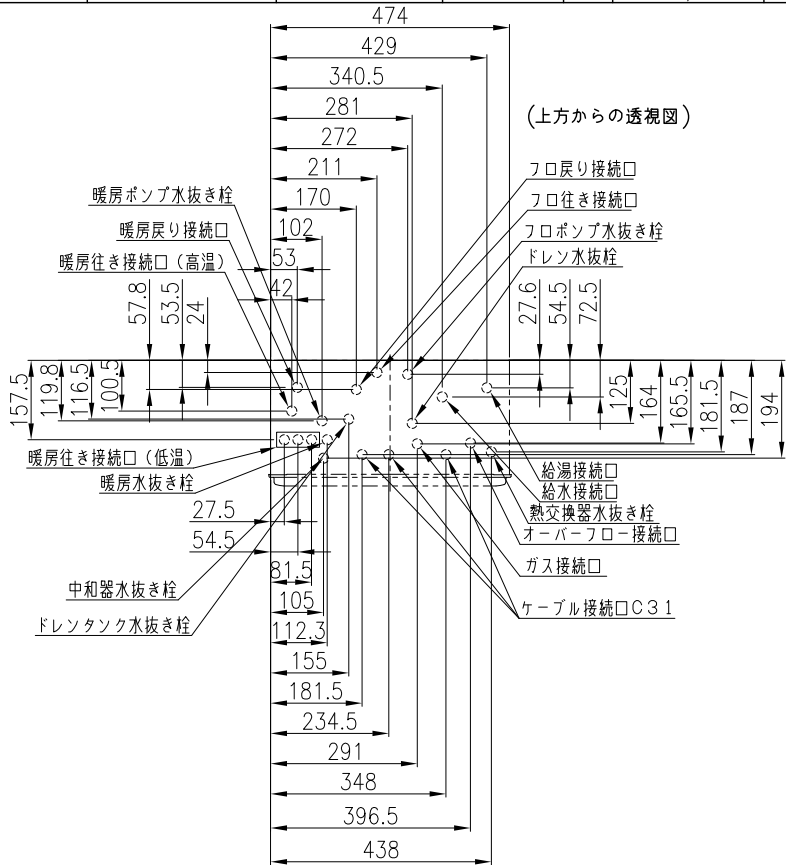 474
429
340.5
281
(上方からの透視図)
272
211
フロ戻り接続口
170
暖房ポンプ水抜き栓
フロ往き接続口
102
暖房戻り接続口
フロポンプ水抜き栓
53
暖房往き接続口(高温)
ドレン水抜栓
42
57.8
53.5
24
27.6
54.5
72.5
157.5
119.8
116.5
100.5
125
164
165.5
181.5
187
194
暖房往き接続口(低温)
給湯接続口
暖房水抜き栓
給水接続口
27.5
熱交換器水抜き栓
54.5
オーバーフロー接続口
81.5
ガス接続口
中和器水抜き栓
105
ケーブル接続口C31
ドレンタンク水抜き栓
112.3
155
181.5
234.5
291
348
396.5
438